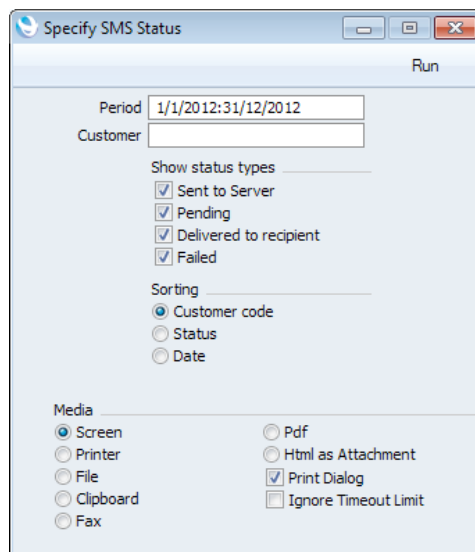 Specify SMS Status
Run
Period 1/1/2012:31/12/2012
Customer
Show status types
Sent to Server
Pending
Delivered to recipient
Failed
Sorting
Customer code
Status
Date
Media
Screen
Printer
File
Clipboard
Fax
Pdf
Html as Attachment
Print Dialog
Ignore Timeout Limit